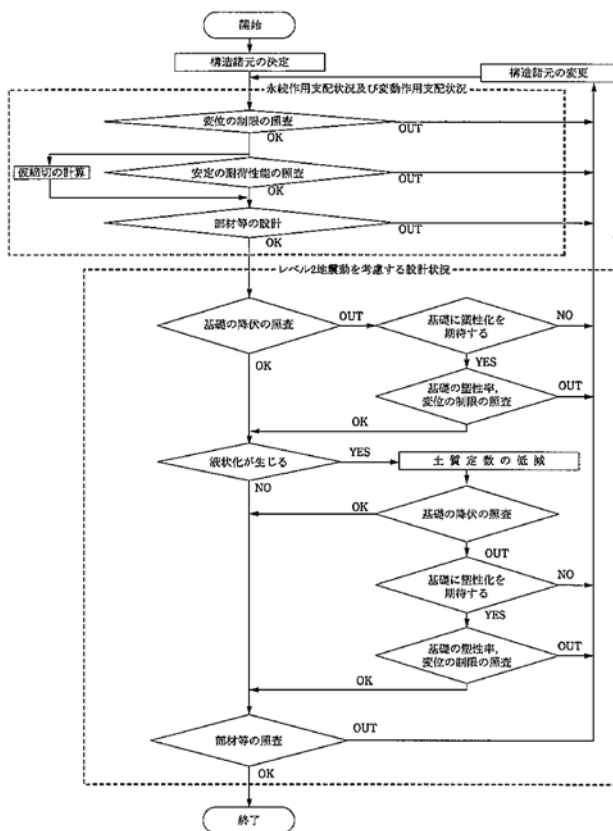 開始
構造諸元の決定
構造諸元の変更
永続作用支配状況及び変動作用支配状況
変位の制限の照査
OUT
OK
仮締切の計算
安定の耐荷性能の照査
OUT
OK
部材等の設計
OUT
OK
レベル2地震動を考慮する設計状況
基礎の降伏の照査
OUT
基礎に塑性化を
期待する
NO
OK
YES
基礎の塑性率,
変位の制限の照査
OUT
OK
液状化が生じる
YES
土質定数の低減
NO
OK
基礎の降伏の照査
OUT
基礎に塑性化を
期待する
NO
YES
基礎の塑性率,
変位の制限の照査
OUT
OK
部材等の照査
OUT
OK
終了